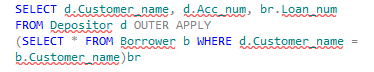 SELECT d.Customer_name, d.Acc_num, br.Loan_num
FROM Depositor d OUTER APPLY
(SELECT * FROM Borrower b WHERE d.Customer_name =
b.Customer_name)br